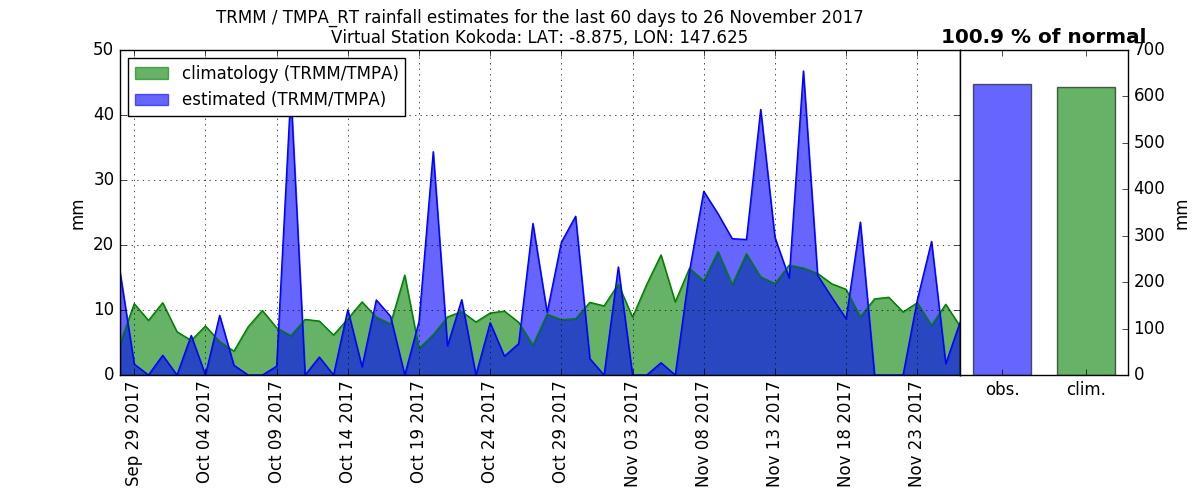 TRMM / TMPA_RT rainfall estimates for the last 60 days to 26 November 2017
Virtual Station Kokoda: LAT: -8.875, LON: 147.625
100.9 % of normal
climatology (TRMM/TMPA)
estimated (TRMM/TMPA)
50
40
30
20
10
0
mm
Sep 29 2017
Oct 04 2017
Oct 09 2017
Oct 14 2017
Oct 19 2017
Oct 24 2017
Oct 29 2017
Nov 03 2017
Nov 08 2017
Nov 13 2017
Nov 18 2017
Nov 23 2017
obs.
clim.
700
600
500
400
300
200
100
0
mm